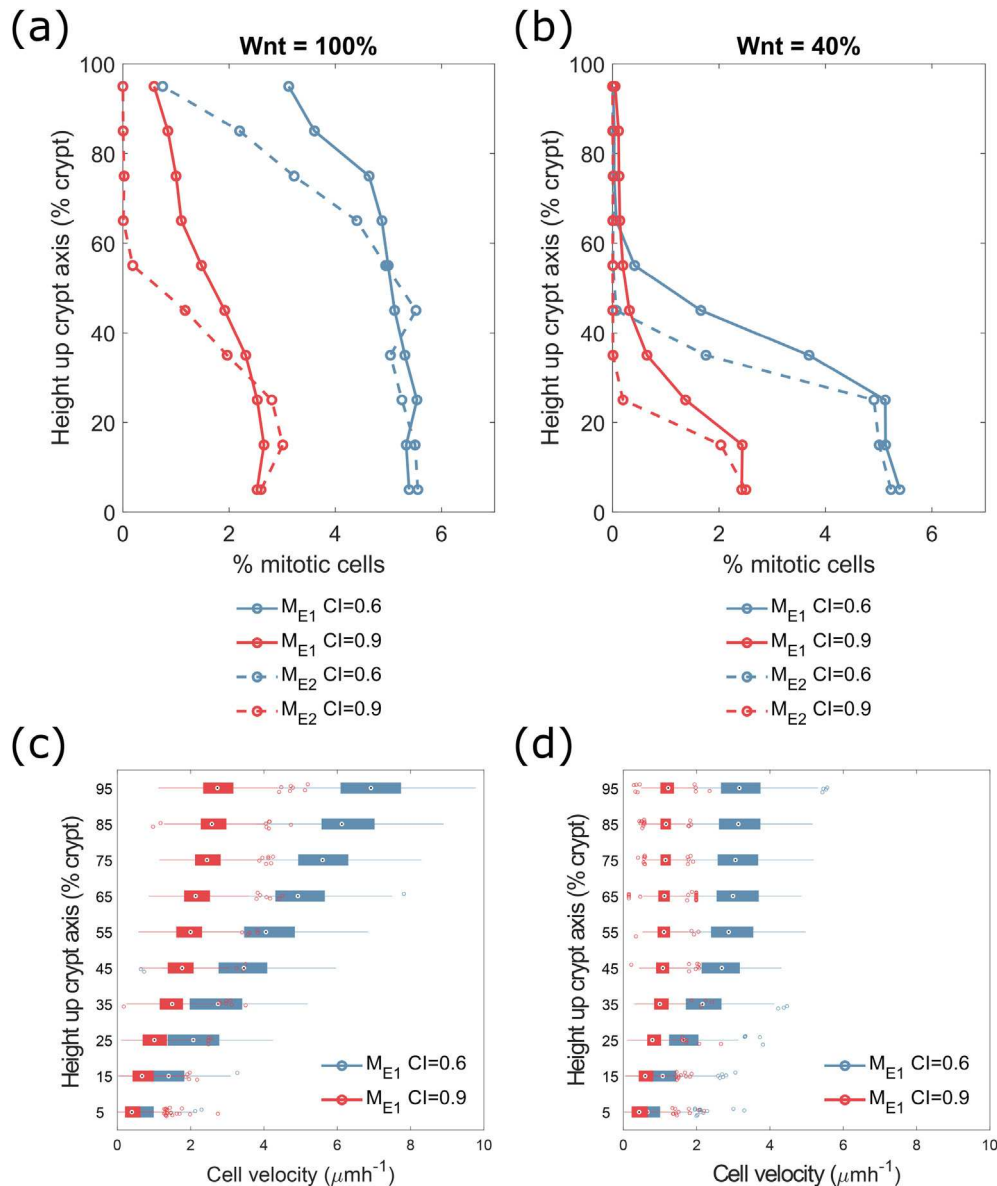 (a)
Wnt = 100%
100
80
60
40
20
0
Height up crypt axis (% crypt)
0 2 4 6
% mitotic cells
M_E1 CI=0.6
M_E1 CI=0.9
M_E2 CI=0.6
M_E2 CI=0.9
(b)
Wnt = 40%
100
80
60
40
20
0
Height up crypt axis (% crypt)
0 2 4 6
% mitotic cells
M_E1 CI=0.6
M_E1 CI=0.9
M_E2 CI=0.6
M_E2 CI=0.9
(c)
95
85
75
65
55
45
35
25
15
5
Height up crypt axis (% crypt)
M_E1 CI=0.6
M_E1 CI=0.9
0 2 4 6 8 10
Cell velocity (μmh⁻¹)
(d)
95
85
75
65
55
45
35
25
15
5
Height up crypt axis (% crypt)
M_E1 CI=0.6
M_E1 CI=0.9
0 2 4 6 8 10
Cell velocity (μmh⁻¹)